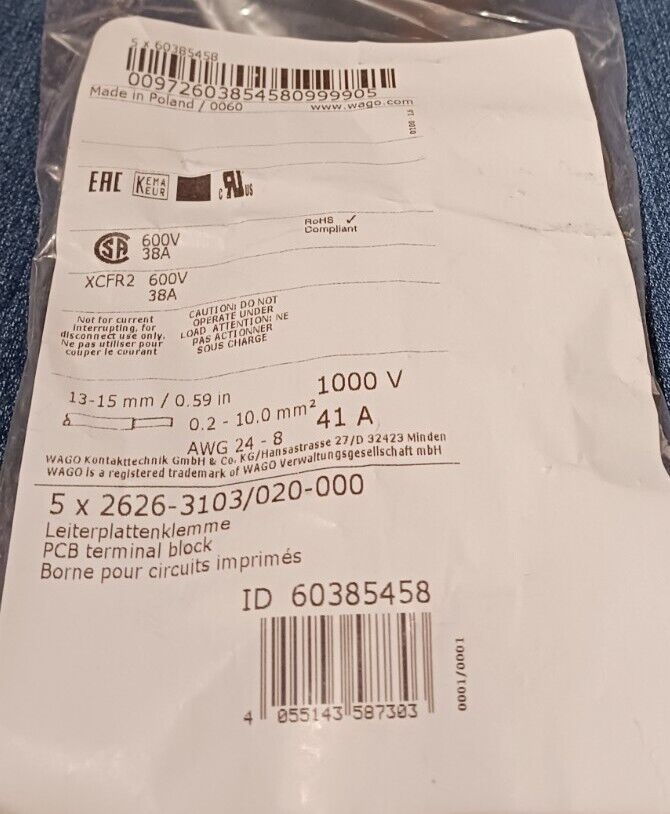 5 x 60385458
00972603854580999905
Made in Poland / 0060 www.wago.com
EAC KEMA KEUR c RU US
SA 600V
38A
RoHS ✓
Compliant
XCFR2 600V
38A
Not for current
interrupting, for
disconnect use only.
Ne pas utiliser pour
couper le courant
CAUTION: DO NOT
OPERATE UNDER
LOAD ATTENTION: NE
PAS ACTIONNER
SOUS CHARGE
13-15 mm / 0.59 in
1000 V
0.2 - 10.0 mm²
41 A
AWG 24 - 8
WAGO Kontakttechnik GmbH & Co. KG/Hansastrasse 27/D 32423 Minden
WAGO is a registered trademark of WAGO Verwaltungsgesellschaft mbH
5 x 2626-3103/020-000
Leiterplattenklemme
PCB terminal block
Borne pour circuits imprimés
ID 60385458
4 055143 587303
0001/0001